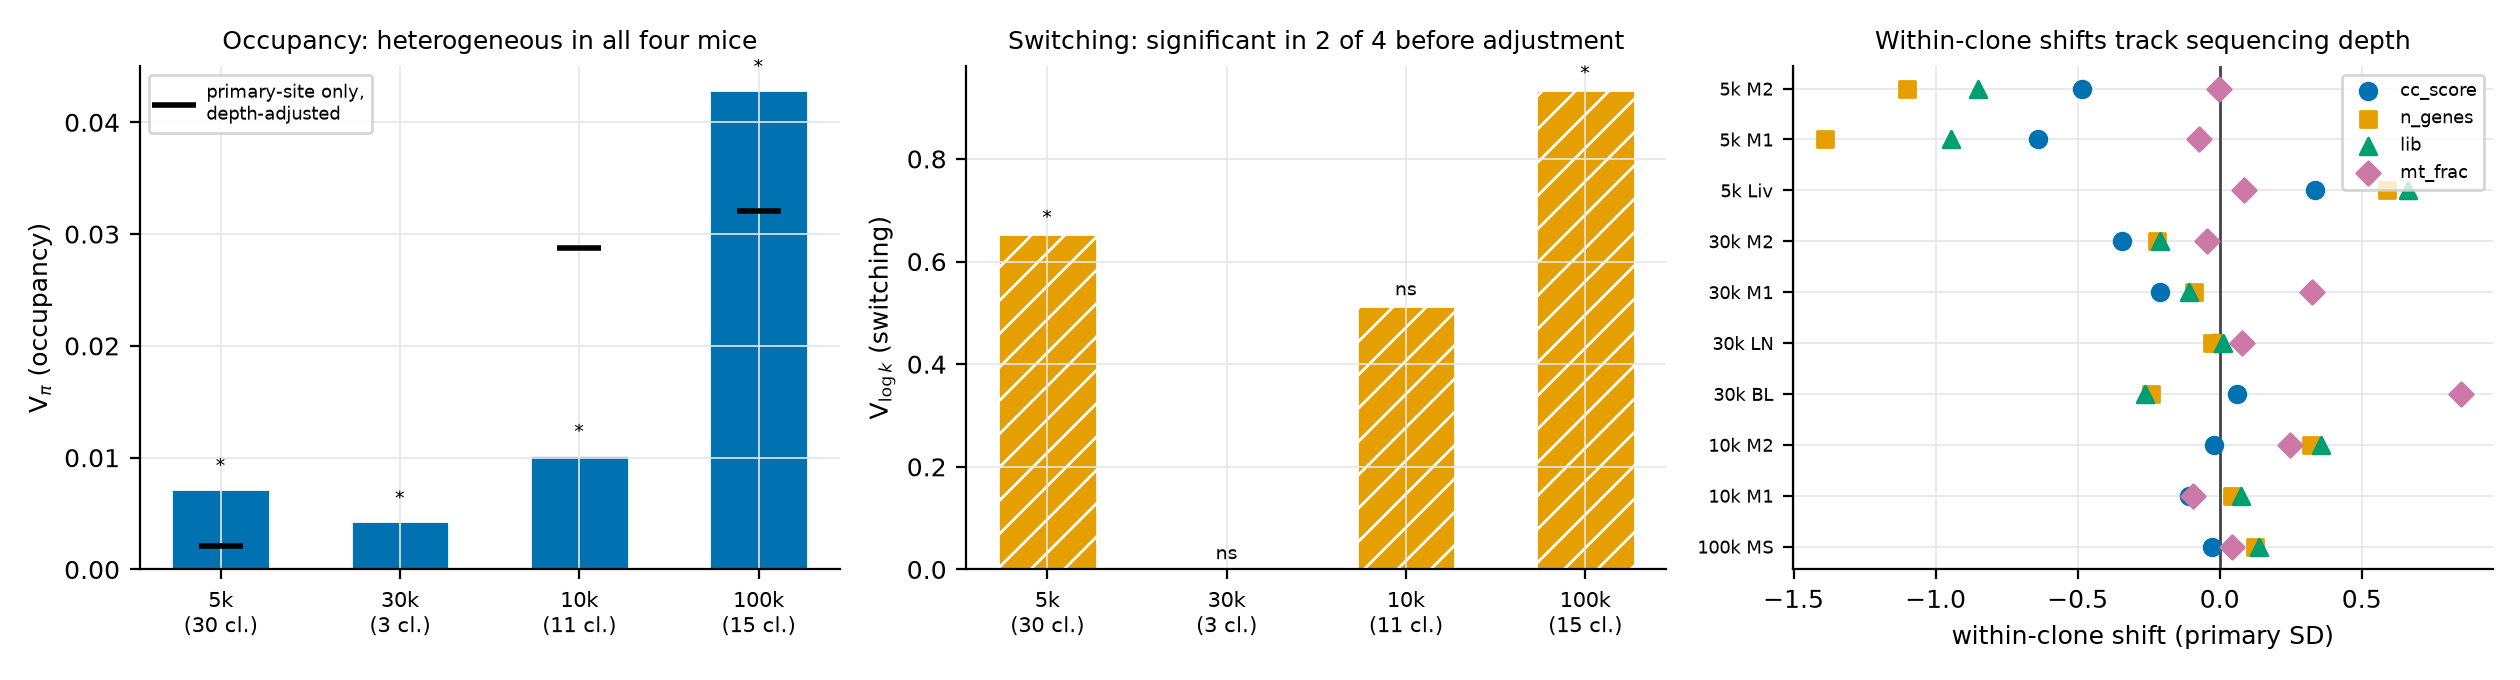 Occupancy: heterogeneous in all four mice
*
primary-site only,
depth-adjusted
0.04
0.03
0.02
0.01
0.00
Vπ (occupancy)
*
*
*
5k
(30 cl.)
30k
(3 cl.)
10k
(11 cl.)
100k
(15 cl.)
Switching: significant in 2 of 4 before adjustment
*
*
ns
ns
0.8
0.6
0.4
0.2
0.0
Vlog k (switching)
5k
(30 cl.)
30k
(3 cl.)
10k
(11 cl.)
100k
(15 cl.)
Within-clone shifts track sequencing depth
cc_score
n_genes
lib
mt_frac
5k M2
5k M1
5k Liv
30k M2
30k M1
30k LN
30k BL
10k M2
10k M1
100k MS
−1.5
−1.0
−0.5
0.0
0.5
within-clone shift (primary SD)